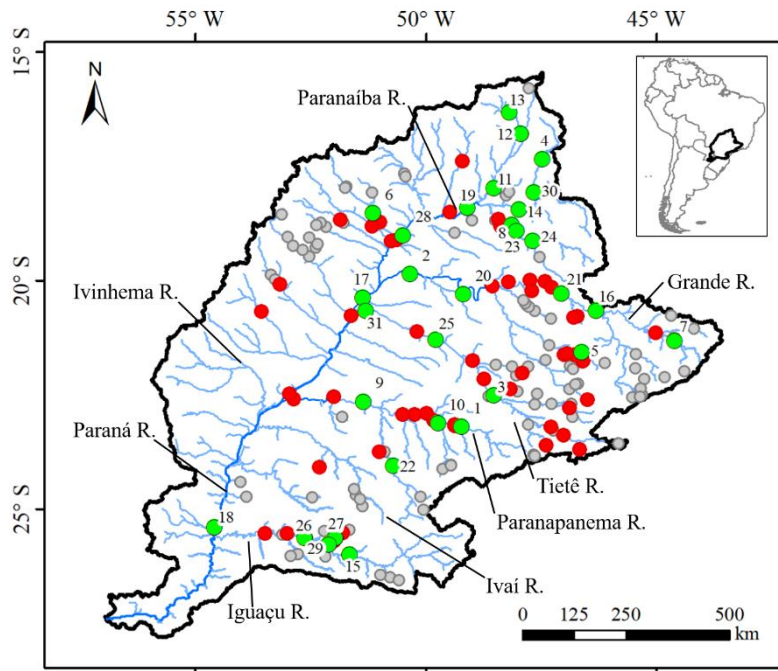 55° W 50° W 45° W
15° S
N
Paranaíba R.
13
12
4
11
30
6
19
14
28
8
23
24
2
20° S
17
20
21
Grande R.
16
Ivinhema R.
31
25
7
5
9
3
10
1
Paraná R.
22
Tietê R.
Paranapanema R.
25° S
18
26
27
29
15
Ivaí R.
Iguaçu R.
0 125 250 500
km